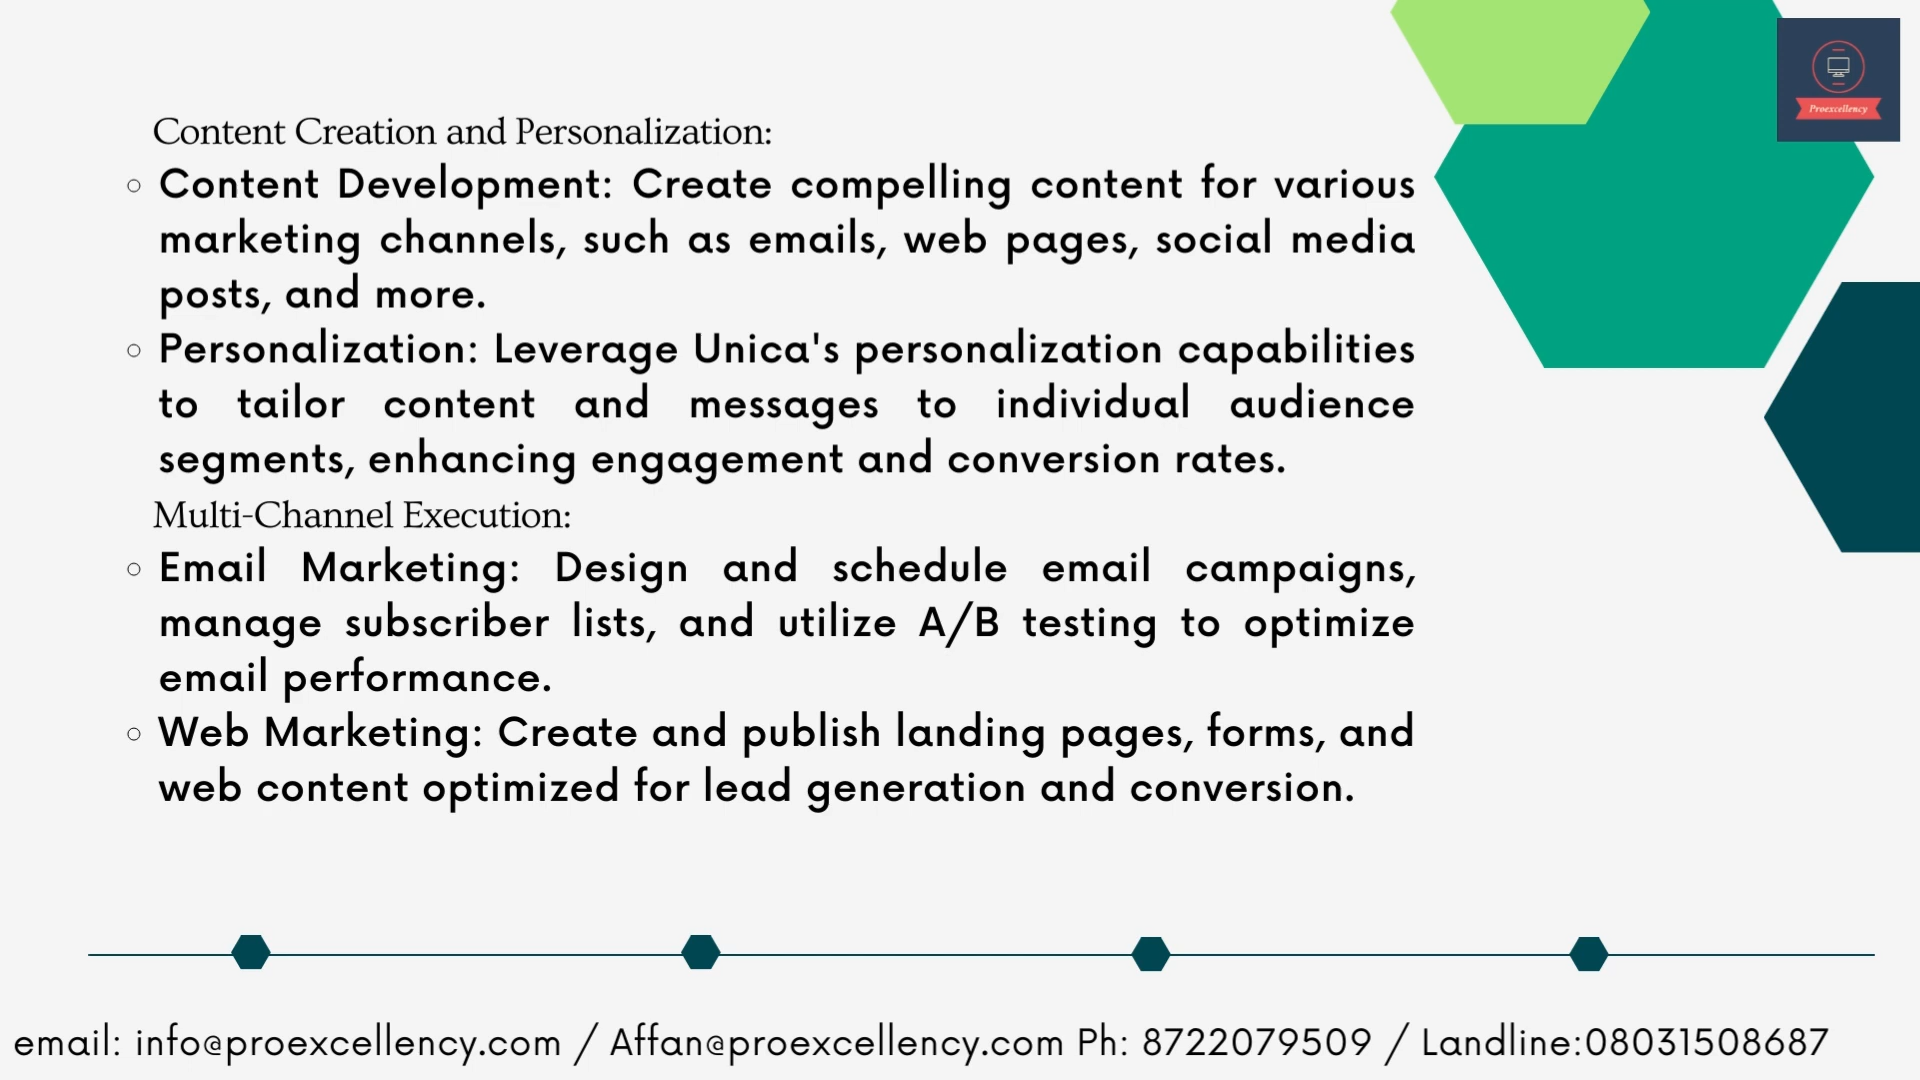 Proexcellency
Content Creation and Personalization:
Content Development: Create compelling content for various
marketing channels, such as emails, web pages, social media
posts, and more.
Personalization: Leverage Unica's personalization capabilities
to tailor content and messages to individual audience
segments, enhancing engagement and conversion rates.
Multi-Channel Execution:
Email Marketing: Design and schedule email campaigns,
manage subscriber lists, and utilize A/B testing to optimize
email performance.
Web Marketing: Create and publish landing pages, forms, and
web content optimized for lead generation and conversion.
email: info@proexcellency.com / Affan@proexcellency.com Ph: 8722079509 / Landline:08031508687